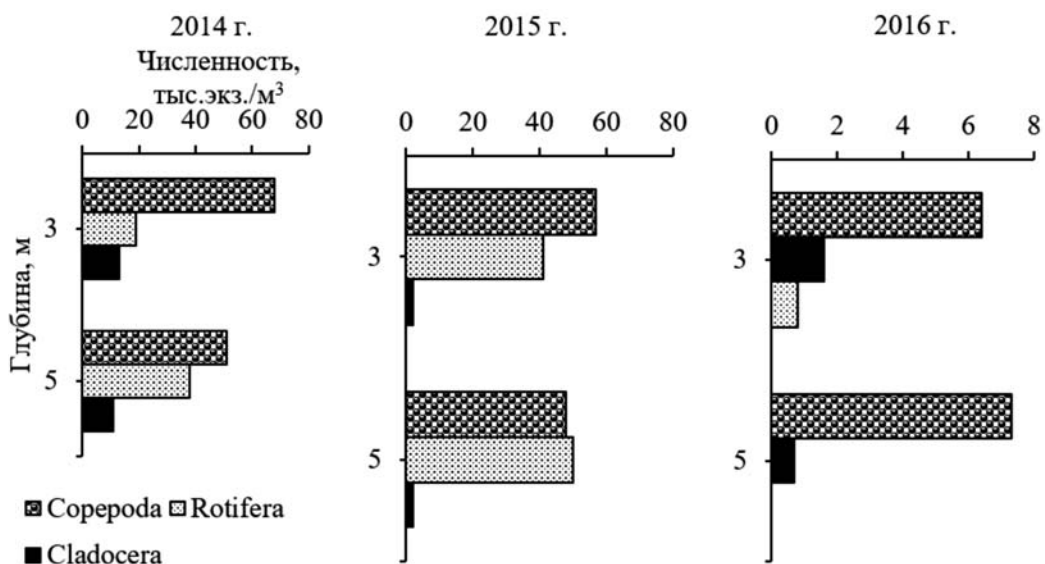 2014 г.
2015 г.
2016 г.
Численность,
тыс.экз./м³
0 20 40 60 80
0 20 40 60 80
0 2 4 6 8
Глубина, м
3
5
3
5
3
5
Copepoda Rotifera
Cladocera